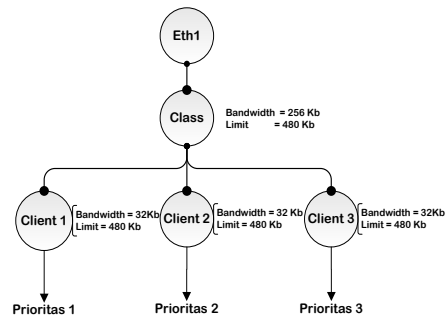 Eth1
Class
Bandwidth = 256 Kb
Limit = 480 Kb
Client 1
Bandwidth = 32Kb
Limit = 480 Kb
Client 2
Bandwidth = 32 Kb
Limit = 480 Kb
Client 3
Bandwidth = 32Kb
Limit = 480 Kb
Prioritas 1
Prioritas 2
Prioritas 3